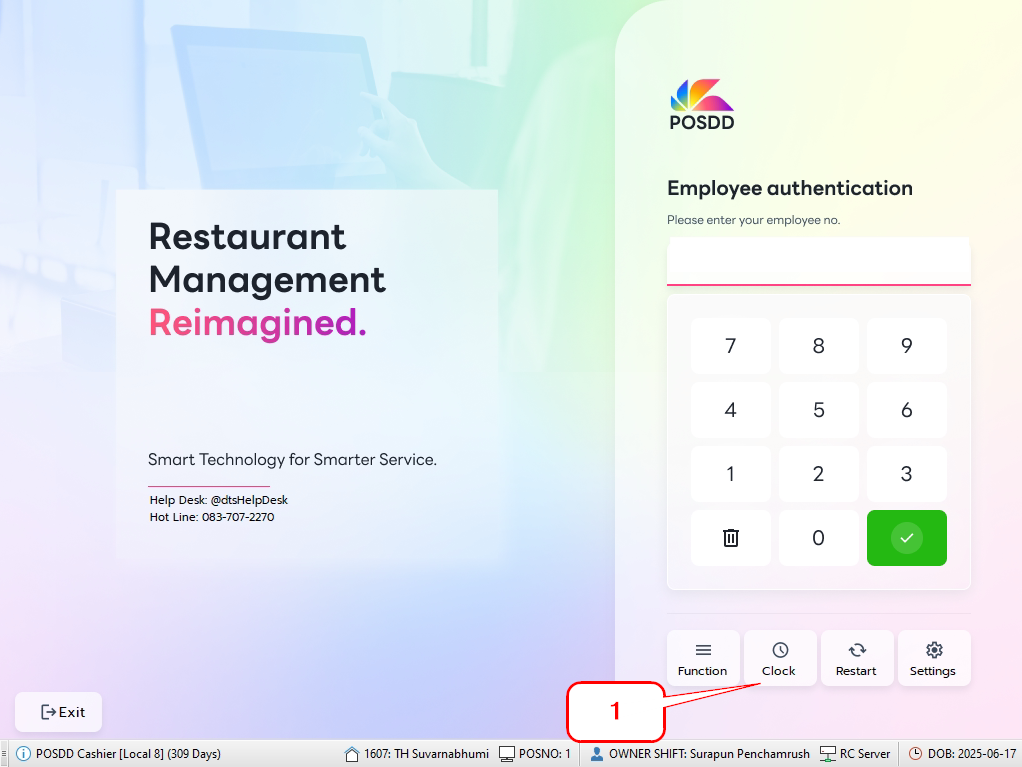 POSDD
Restaurant
Management
Reimagined.
Smart Technology for Smarter Service.
Help Desk: @dtsHelpDesk
Hot Line: 083-707-2270
Employee authentication
Please enter your employee no.
7 8 9
4 5 6
1 2 3
0
Function Clock Restart Settings
1
Exit
POSDD Cashier [Local 8] (309 Days) 1607: TH Suvarnabhumi POSNO: 1 OWNER SHIFT: Surapun Penchamrush RC Server DOB: 2025-06-17